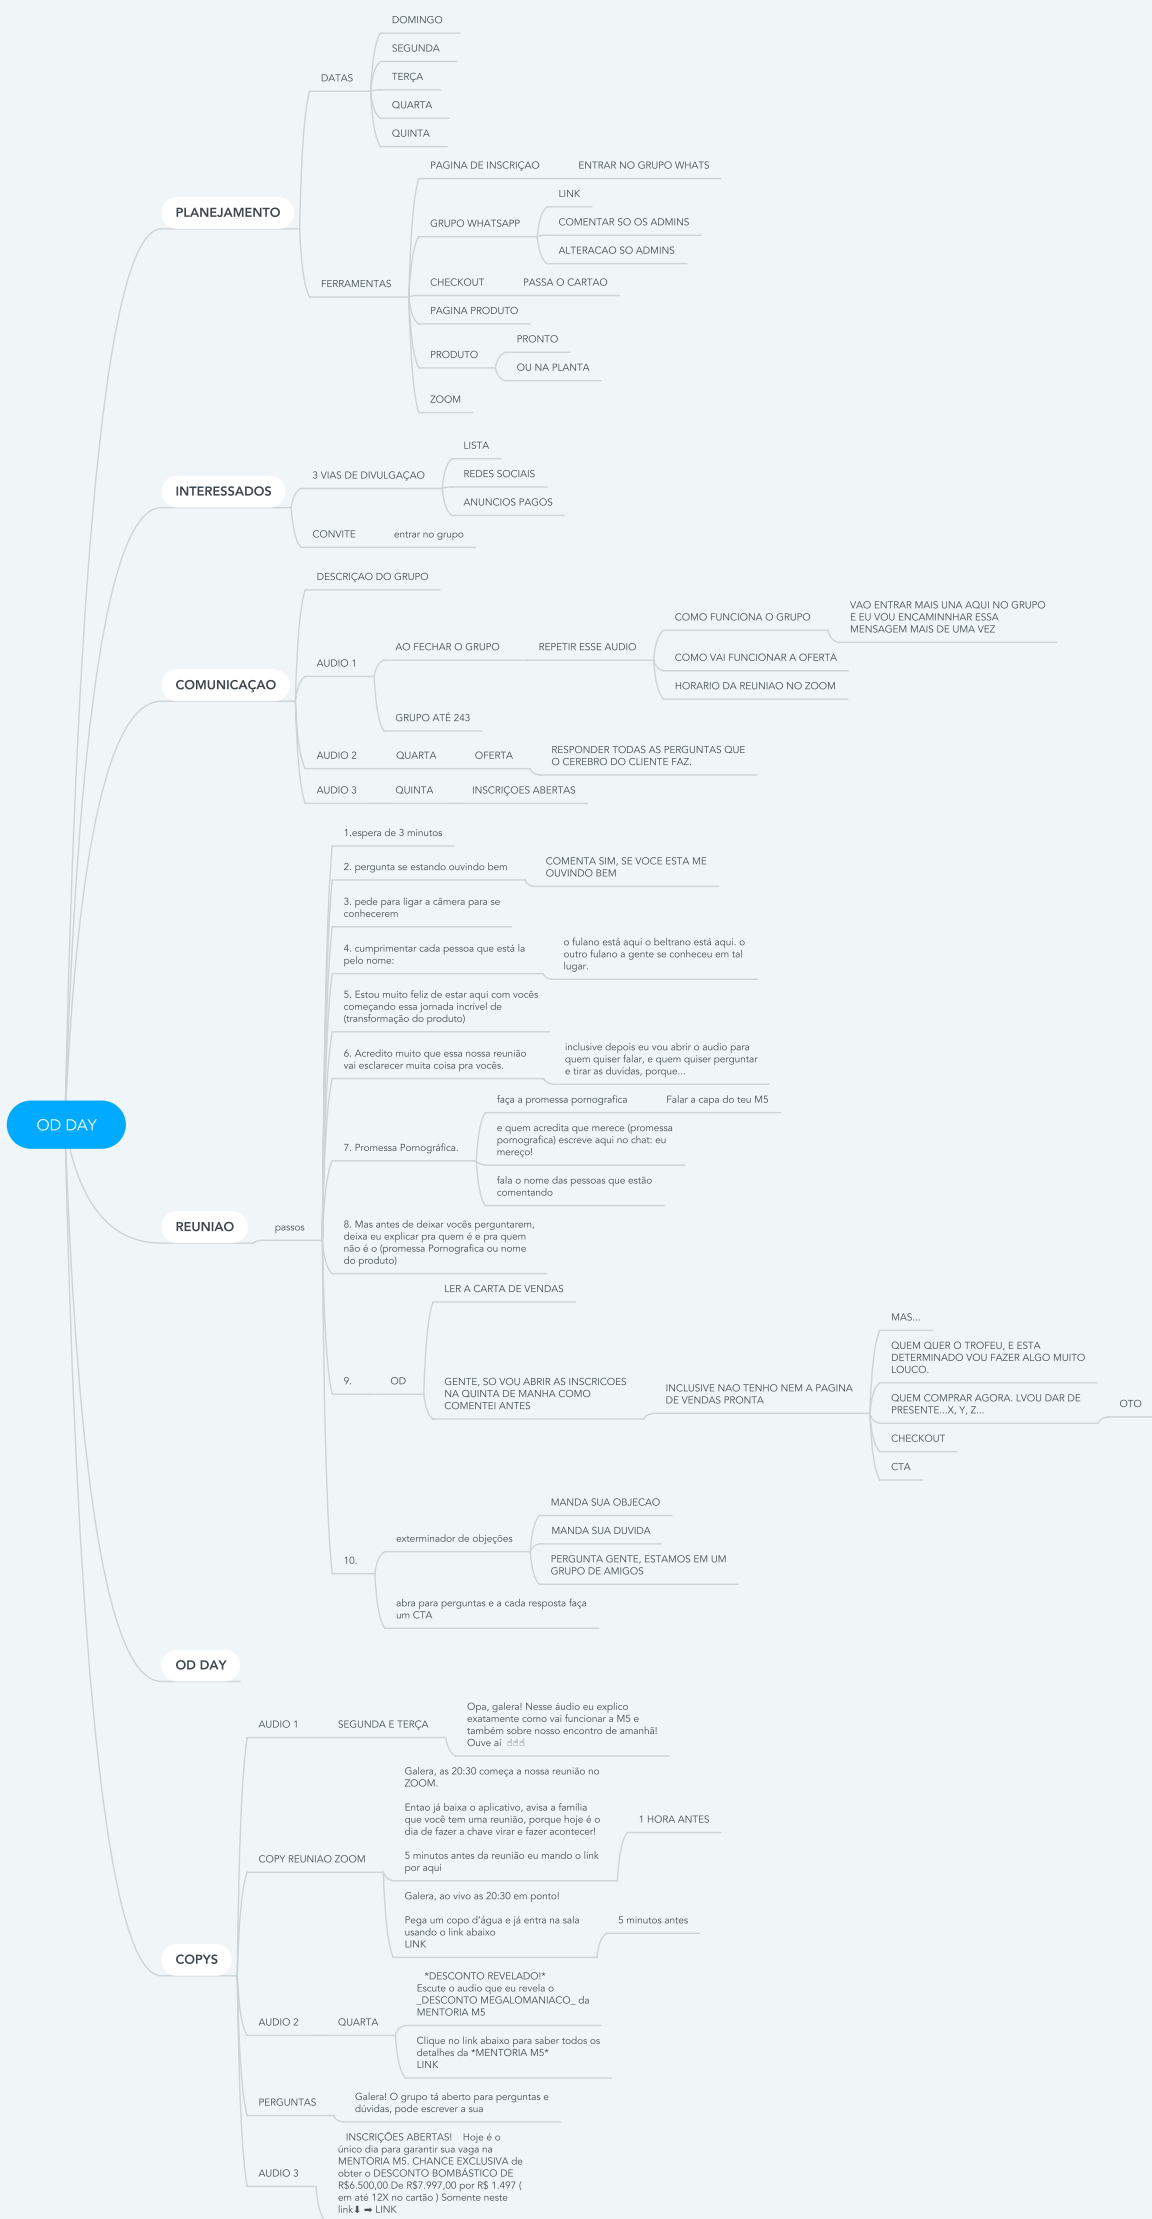 OD DAY
PLANEJAMENTO
DATAS
DOMINGO
SEGUNDA
TERÇA
QUARTA
QUINTA
FERRAMENTAS
PAGINA DE INSCRIÇAO
ENTRAR NO GRUPO WHATS
GRUPO WHATSAPP
LINK
COMENTAR SO OS ADMINS
ALTERACAO SO ADMINS
CHECKOUT
PASSA O CARTAO
PAGINA PRODUTO
PRODUTO
PRONTO
OU NA PLANTA
ZOOM
INTERESSADOS
3 VIAS DE DIVULGAÇAO
LISTA
REDES SOCIAIS
ANUNCIOS PAGOS
CONVITE
entrar no grupo
COMUNICAÇAO
DESCRIÇAO DO GRUPO
AUDIO 1
AO FECHAR O GRUPO
REPETIR ESSE AUDIO
COMO FUNCIONA O GRUPO
VAO ENTRAR MAIS UNA AQUI NO GRUPO
E EU VOU ENCAMINNHAR ESSA
MENSAGEM MAIS DE UMA VEZ
COMO VAI FUNCIONAR A OFERTA
HORARIO DA REUNIAO NO ZOOM
GRUPO ATÉ 243
AUDIO 2
QUARTA
OFERTA
RESPONDER TODAS AS PERGUNTAS QUE
O CEREBRO DO CLIENTE FAZ.
AUDIO 3
QUINTA
INSCRIÇOES ABERTAS
REUNIAO
passos
1.espera de 3 minutos
2. pergunta se estando ouvindo bem
COMENTA SIM, SE VOCE ESTA ME
OUVINDO BEM
3. pede para ligar a câmera para se
conhecerem
4. cumprimentar cada pessoa que está la
pelo nome:
o fulano está aqui o beltrano está aqui. o
outro fulano a gente se conheceu em tal
lugar.
5. Estou muito feliz de estar aqui com vocês
começando essa jornada incrível de
(transformação do produto)
6. Acredito muito que essa nossa reunião
vai esclarecer muita coisa pra vocês.
inclusive depois eu vou abrir o audio para
quem quiser falar, e quem quiser perguntar
e tirar as duvidas, porque...
7. Promessa Pornográfica.
faça a promessa pornografica
Falar a capa do teu M5
e quem acredita que merece (promessa
pornografica) escreve aqui no chat: eu
mereço!
fala o nome das pessoas que estão
comentando
8. Mas antes de deixar vocês perguntarem,
deixa eu explicar pra quem é e pra quem
não é o (promessa Pornografica ou nome
do produto)
9.
OD
LER A CARTA DE VENDAS
GENTE, SO VOU ABRIR AS INSCRICOES
NA QUINTA DE MANHA COMO
COMENTEI ANTES
INCLUSIVE NAO TENHO NEM A PAGINA
DE VENDAS PRONTA
MAS...
QUEM QUER O TROFEU, E ESTA
DETERMINADO VOU FAZER ALGO MUITO
LOUCO.
QUEM COMPRAR AGORA. LVOU DAR DE
PRESENTE...X, Y, Z...
OTO
CHECKOUT
CTA
10.
exterminador de objeções
MANDA SUA OBJECAO
MANDA SUA DUVIDA
PERGUNTA GENTE, ESTAMOS EM UM
GRUPO DE AMIGOS
abra para perguntas e a cada resposta faça
um CTA
OD DAY
COPYS
AUDIO 1
SEGUNDA E TERÇA
Opa, galera! Nesse áudio eu explico
exatamente como vai funcionar a M5 e
também sobre nosso encontro de amanhã!
Ouve aí ☝☝☝
COPY REUNIAO ZOOM
Galera, as 20:30 começa a nossa reunião no
ZOOM.
Entao já baixa o aplicativo, avisa a família
que você tem uma reunião, porque hoje é o
dia de fazer a chave virar e fazer acontecer!
5 minutos antes da reunião eu mando o link
por aqui
1 HORA ANTES
Galera, ao vivo as 20:30 em ponto!
Pega um copo d’água e já entra na sala
usando o link abaixo
LINK
5 minutos antes
AUDIO 2
QUARTA
*DESCONTO REVELADO!*
Escute o audio que eu revela o
_DESCONTO MEGALOMANIACO_ da
MENTORIA M5
Clique no link abaixo para saber todos os
detalhes da *MENTORIA M5*
LINK
PERGUNTAS
Galera! O grupo tá aberto para perguntas e
dúvidas, pode escrever a sua
AUDIO 3
INSCRIÇÕES ABERTAS! Hoje é o
único dia para garantir sua vaga na
MENTORIA M5. CHANCE EXCLUSIVA de
obter o DESCONTO BOMBÁSTICO DE
R$6.500,00 De R$7.997,00 por R$ 1.497 (
em até 12X no cartão ) Somente neste
link⬇ ➡ LINK